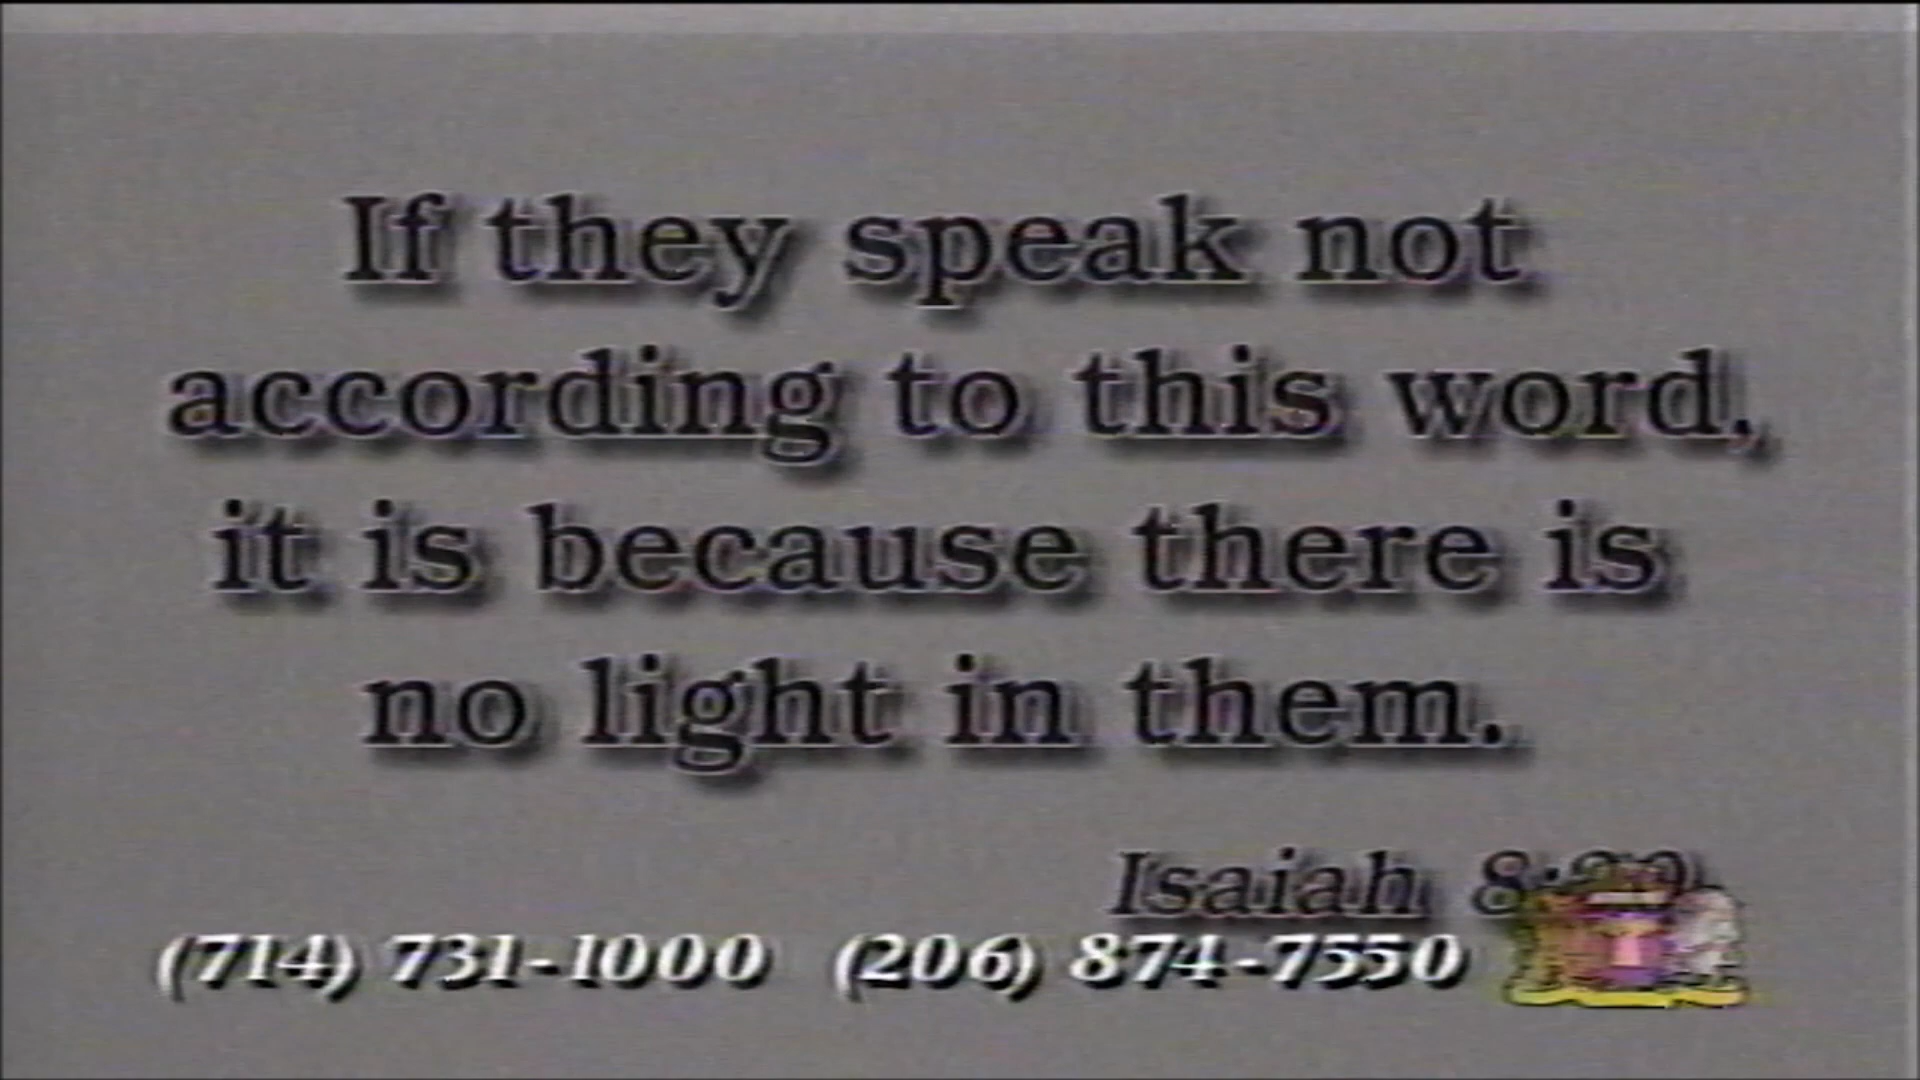 If they speak not
according to this word,
it is because there is
no light in them.
Isaiah 8:20
(714) 731-1000 (206) 874-7550